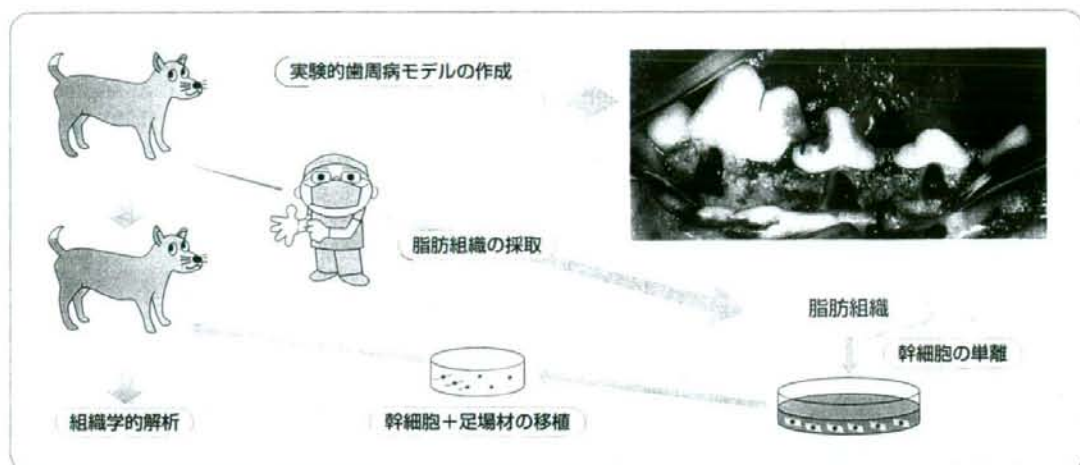 実験的歯周病モデルの作成
脂肪組織の採取
脂肪組織
幹細胞の単離
幹細胞＋足場材の移植
組織学的解析